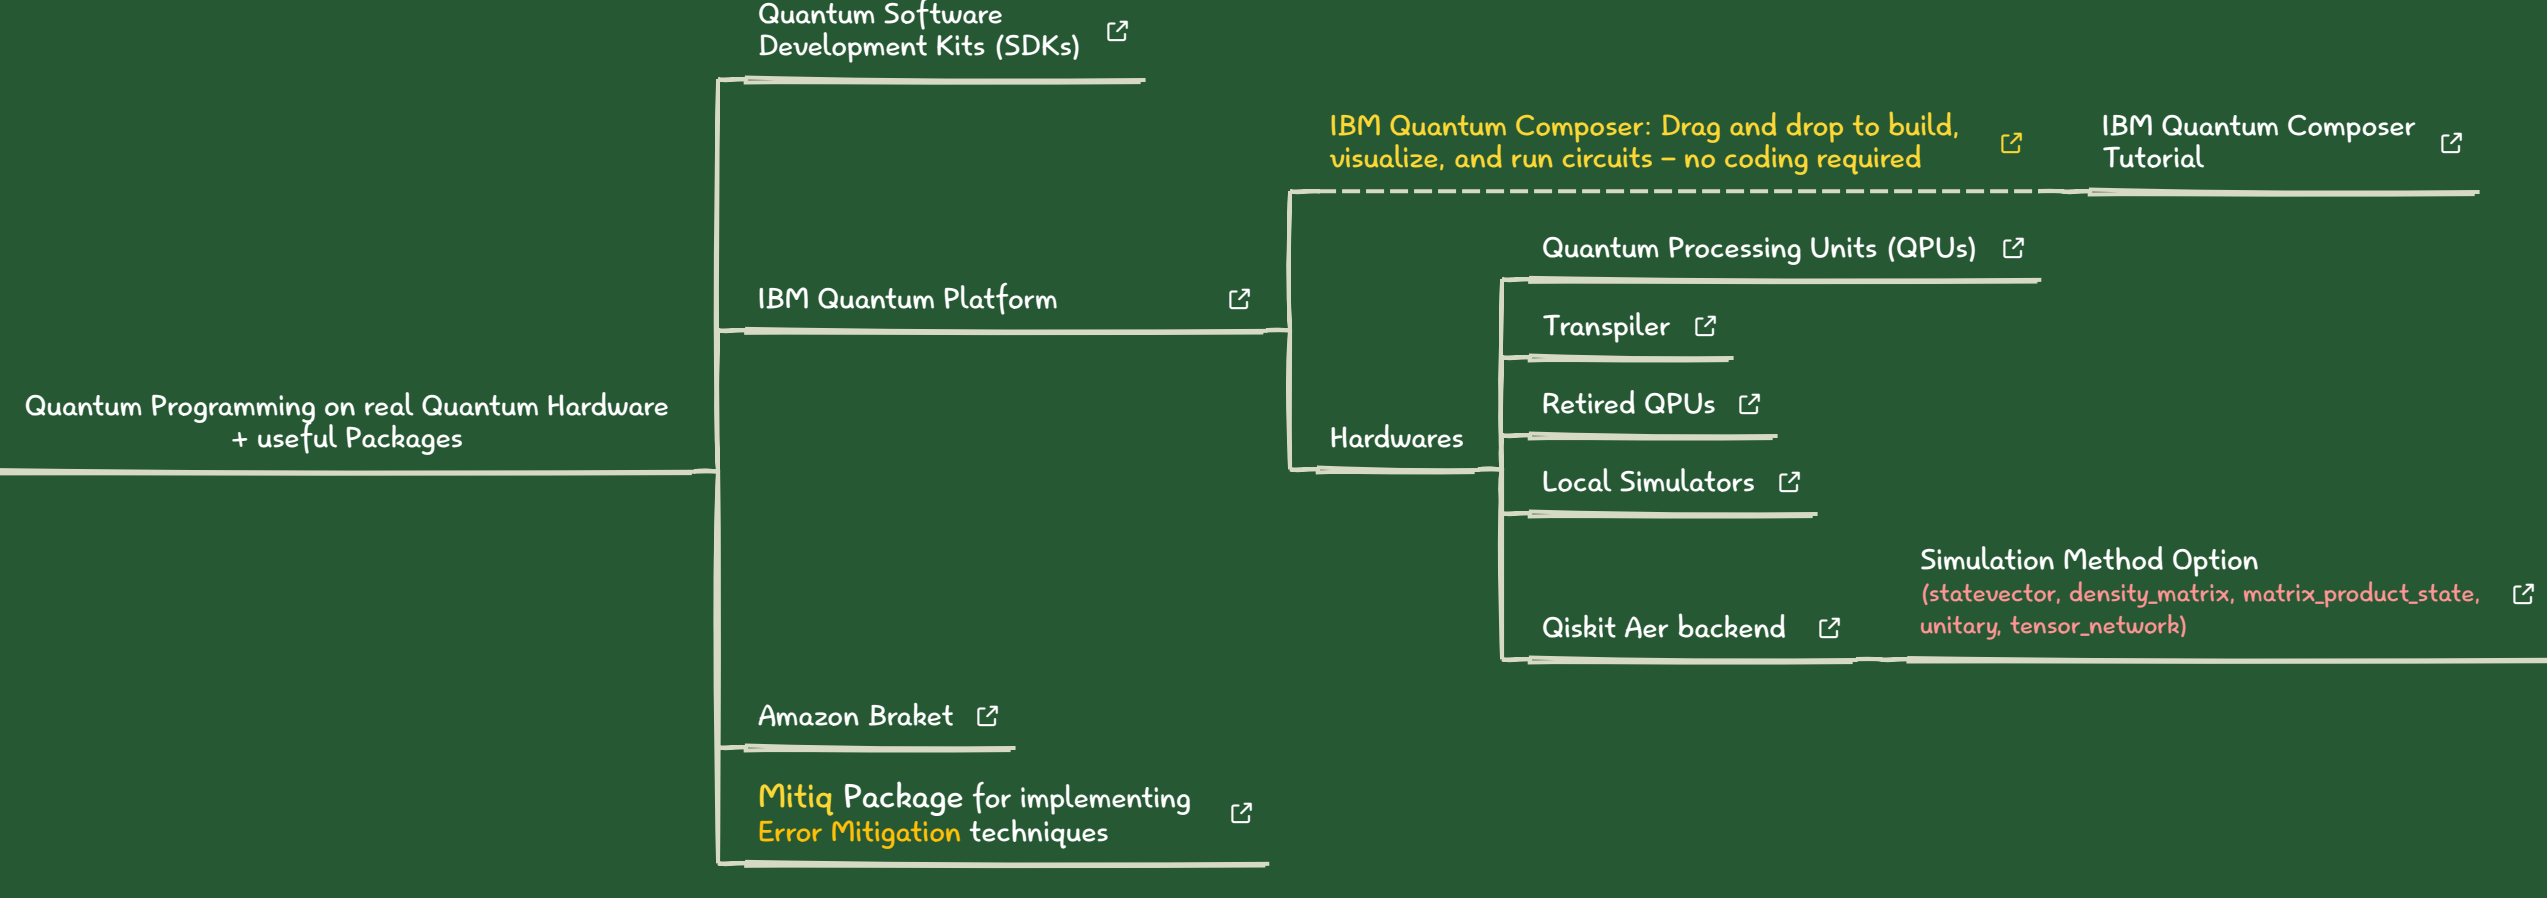 Quantum Software
Development Kits (SDKs)
IBM Quantum Composer: Drag and drop to build,
visualize, and run circuits – no coding required
IBM Quantum Composer
Tutorial
Quantum Processing Units (QPUs)
IBM Quantum Platform
Transpiler
Quantum Programming on real Quantum Hardware
+ useful Packages
Retired QPUs
Hardwares
Local Simulators
Simulation Method Option
(statevector, density_matrix, matrix_product_state,
unitary, tensor_network)
Qiskit Aer backend
Amazon Braket
Mitiq Package for implementing
Error Mitigation techniques